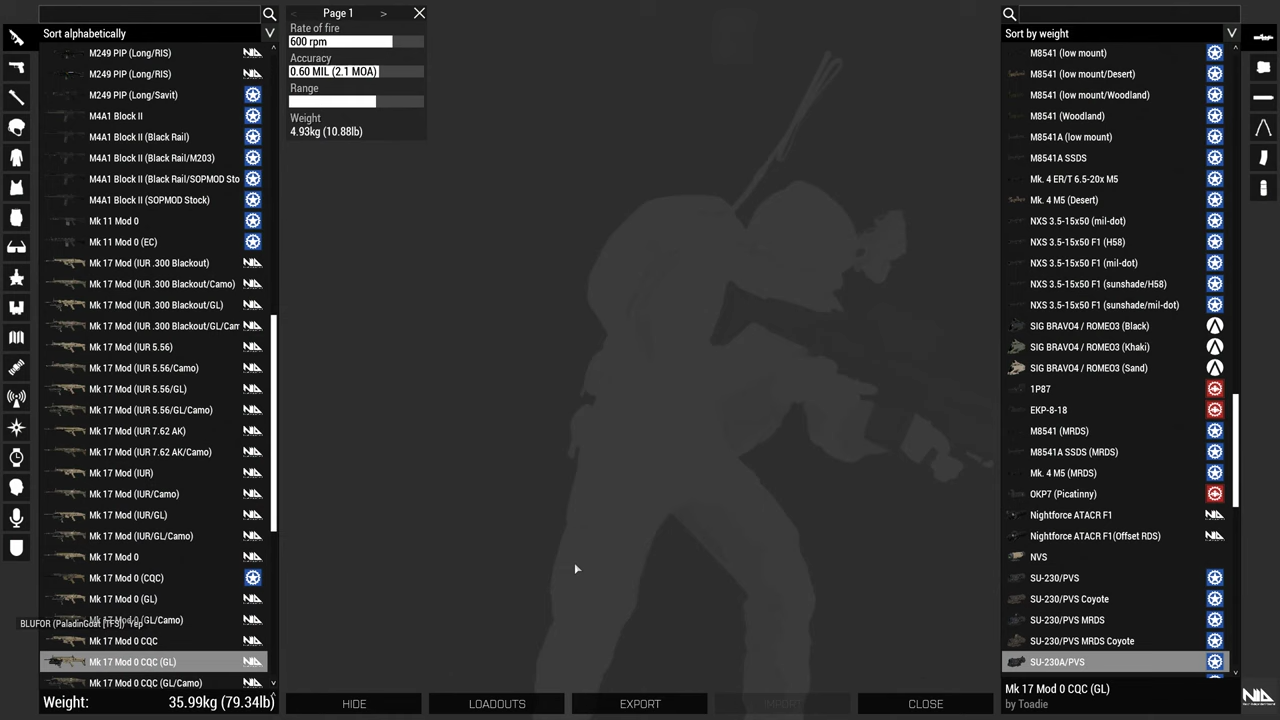 Sort alphabetically
M249 PIP (Long/RIS)
M249 PIP (Long/RIS)
M249 PIP (Long/Savit)
M4A1 Block II
M4A1 Block II (Black Rail)
M4A1 Block II (Black Rail/M203)
M4A1 Block II (Black Rail/SOPMOD Sto
M4A1 Block II (SOPMOD Stock)
Mk 11 Mod 0
Mk 11 Mod 0 (EC)
Mk 17 Mod (IUR .300 Blackout)
Mk 17 Mod (IUR .300 Blackout/Camo)
Mk 17 Mod (IUR .300 Blackout/GL)
Mk 17 Mod (IUR .300 Blackout/GL/Cam
Mk 17 Mod (IUR 5.56)
Mk 17 Mod (IUR 5.56/Camo)
Mk 17 Mod (IUR 5.56/GL)
Mk 17 Mod (IUR 5.56/GL/Camo)
Mk 17 Mod (IUR 7.62 AK)
Mk 17 Mod (IUR 7.62 AK/Camo)
Mk 17 Mod (IUR)
Mk 17 Mod (IUR/Camo)
Mk 17 Mod (IUR/GL)
Mk 17 Mod (IUR/GL/Camo)
Mk 17 Mod 0
Mk 17 Mod 0 (CQC)
Mk 17 Mod 0 (GL)
Mk 17 Mod 0 (GL/Camo)
BLUFOR (PaladinGoat [ITS]) Yep
Mk 17 Mod 0 CQC
Mk 17 Mod 0 CQC (GL)
Mk 17 Mod 0 CQC (GL/Camo)
Weight: 35.99kg (79.34lb)
< Page 1 >
Rate of fire
600 rpm
Accuracy
0.60 MIL (2.1 MOA)
Range
Weight
4.93kg (10.88lb)
HIDE
LOADOUTS
EXPORT
IMPORT
CLOSE
Sort by weight
M8541 (low mount)
M8541 (low mount/Desert)
M8541 (low mount/Woodland)
M8541 (Woodland)
M8541A (low mount)
M8541A SSDS
Mk. 4 ER/T 6.5-20x M5
Mk. 4 M5 (Desert)
NXS 3.5-15x50 (mil-dot)
NXS 3.5-15x50 F1 (H58)
NXS 3.5-15x50 F1 (mil-dot)
NXS 3.5-15x50 F1 (sunshade/H58)
NXS 3.5-15x50 F1 (sunshade/mil-dot)
SIG BRAVO4 / ROMEO3 (Black)
SIG BRAVO4 / ROMEO3 (Khaki)
SIG BRAVO4 / ROMEO3 (Sand)
1P87
EKP-8-18
M8541 (MRDS)
M8541A SSDS (MRDS)
Mk. 4 M5 (MRDS)
OKP7 (Picatinny)
Nightforce ATACR F1
Nightforce ATACR F1(Offset RDS)
NVS
SU-230/PVS
SU-230/PVS Coyote
SU-230/PVS MRDS
SU-230/PVS MRDS Coyote
SU-230A/PVS
Mk 17 Mod 0 CQC (GL)
by Toadie